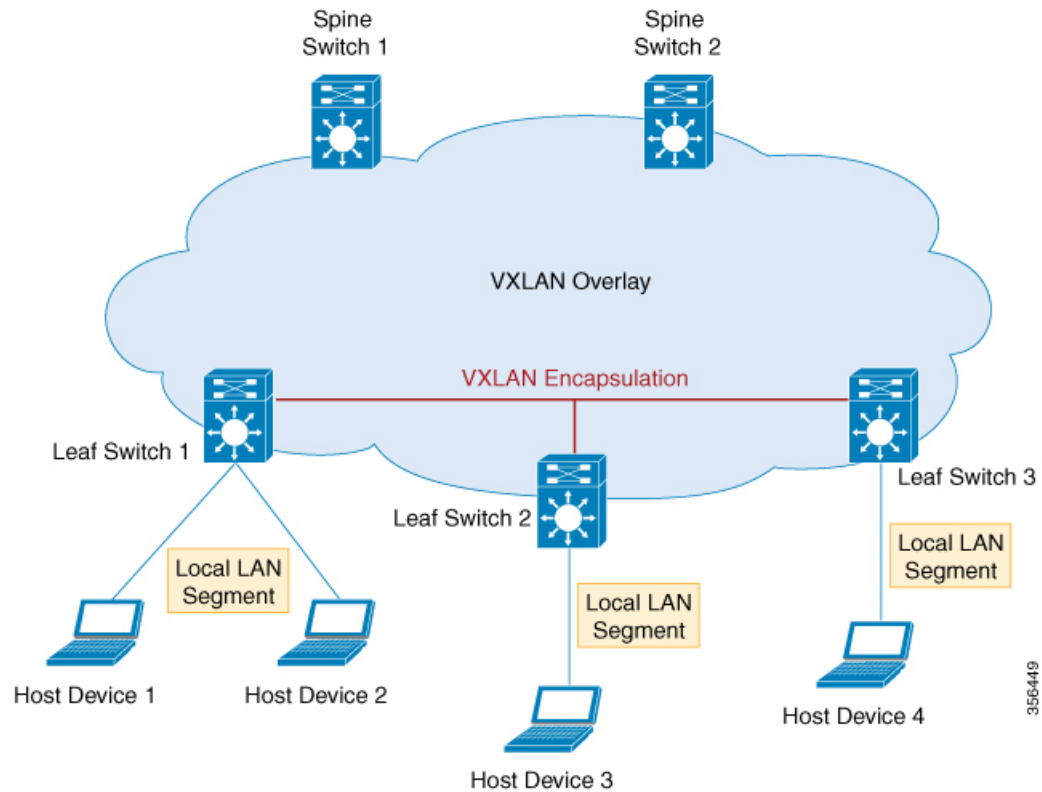 Spine
Switch 1
Spine
Switch 2
VXLAN Overlay
VXLAN Encapsulation
Leaf Switch 1
Leaf Switch 2
Leaf Switch 3
Local LAN
Segment
Local LAN
Segment
Local LAN
Segment
Host Device 1
Host Device 2
Host Device 3
Host Device 4
356449